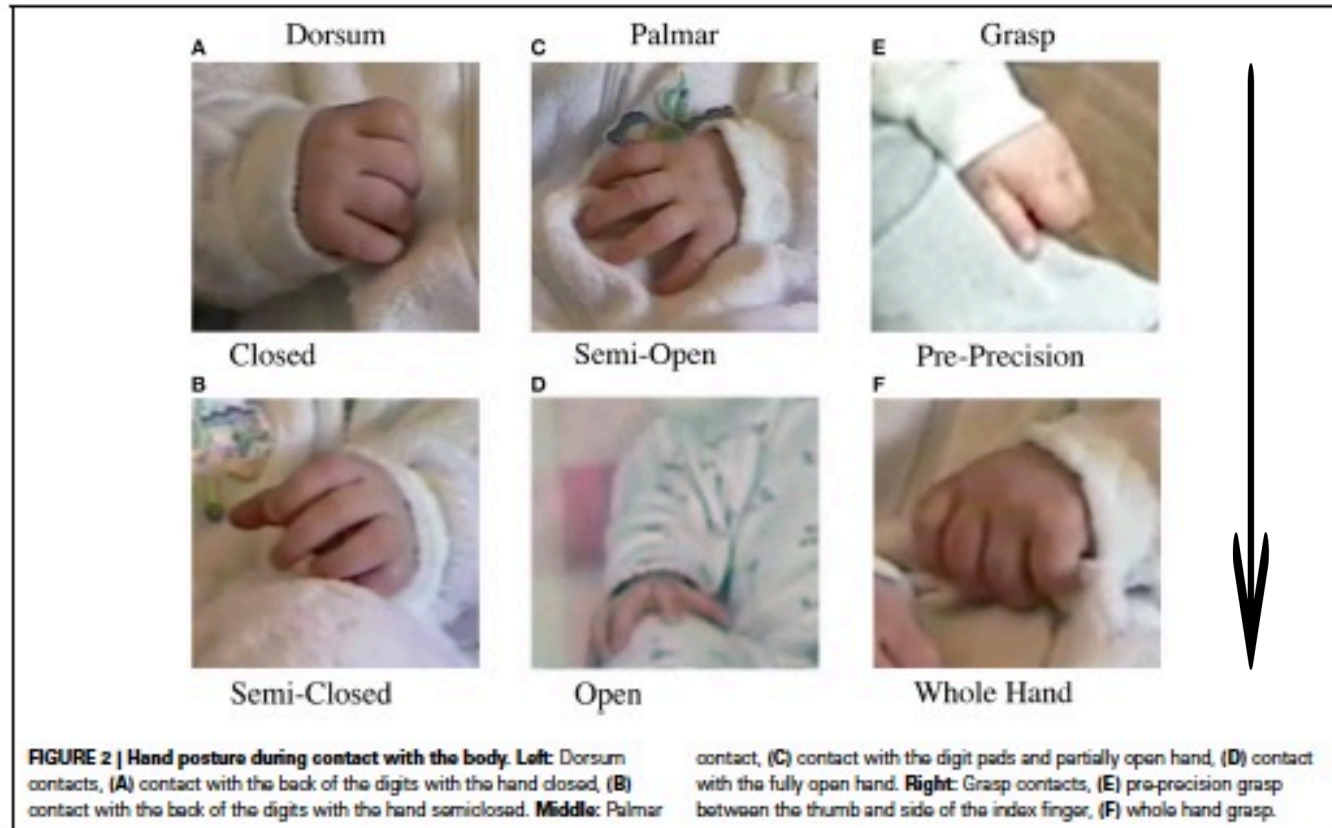 Dorsum Palmar Grasp
A C E
Closed Semi-Open Pre-Precision
B D F
Semi-Closed Open Whole Hand
FIGURE 2 | Hand posture during contact with the body. Left: Dorsum
contacts, (A) contact with the back of the digits with the hand closed, (B)
contact with the back of the digits with the hand semiclosed. Middle: Palmar
contact, (C) contact with the digit pads and partially open hand, (D) contact
with the fully open hand. Right: Grasp contacts, (E) pre-precision grasp
between the thumb and side of the index finger, (F) whole hand grasp.